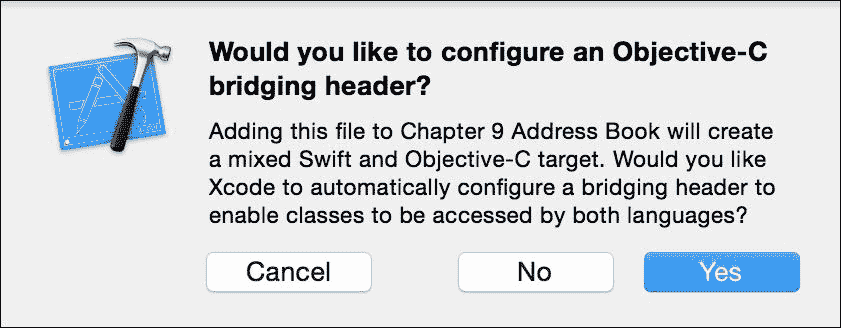 Would you like to configure an Objective-C
bridging header?
Adding this file to Chapter 9 Address Book will create
a mixed Swift and Objective-C target. Would you like
Xcode to automatically configure a bridging header to
enable classes to be accessed by both languages?
Cancel
No
Yes